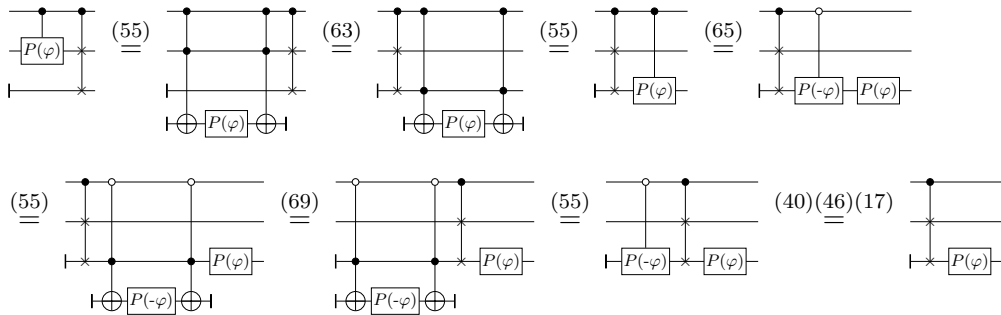 P(φ) (55) = P(φ) (63) = P(φ) (55) = P(φ) (65) = P(-φ) P(φ)
(55) = P(-φ) P(φ) (69) = P(-φ) P(φ) (55) = P(-φ) P(φ) (40)(46)(17) = P(φ)